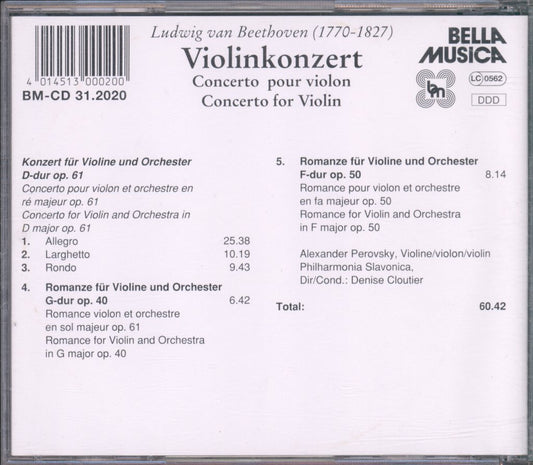 Ludwig van Beethoven (1770-1827)
Violinkonzert
Concerto pour violon
Concerto for Violin
4 014513 000200
BM-CD 31.2020
BELLA
MUSICA
bm
LC 0562
DDD
Konzert für Violine und Orchester
D-dur op. 61
Concerto pour violon et orchestre en
ré majeur op. 61
Concerto for Violin and Orchestra in
D major op. 61
1. Allegro 25.38
2. Larghetto 10.19
3. Rondo 9.43
4. Romanze für Violine und Orchester
G-dur op. 40 6.42
Romance violon et orchestre
en sol majeur op. 61
Romance for Violin and Orchestra
in G major op. 40
5. Romanze für Violine und Orchester
F-dur op. 50 8.14
Romance pour violon et orchestre
en fa majeur op. 50
Romance for Violin and Orchestra
in F major op. 50
Alexander Perovsky, Violine/violon/violin
Philharmonia Slavonica,
Dir/Cond.: Denise Cloutier
Total: 60.42